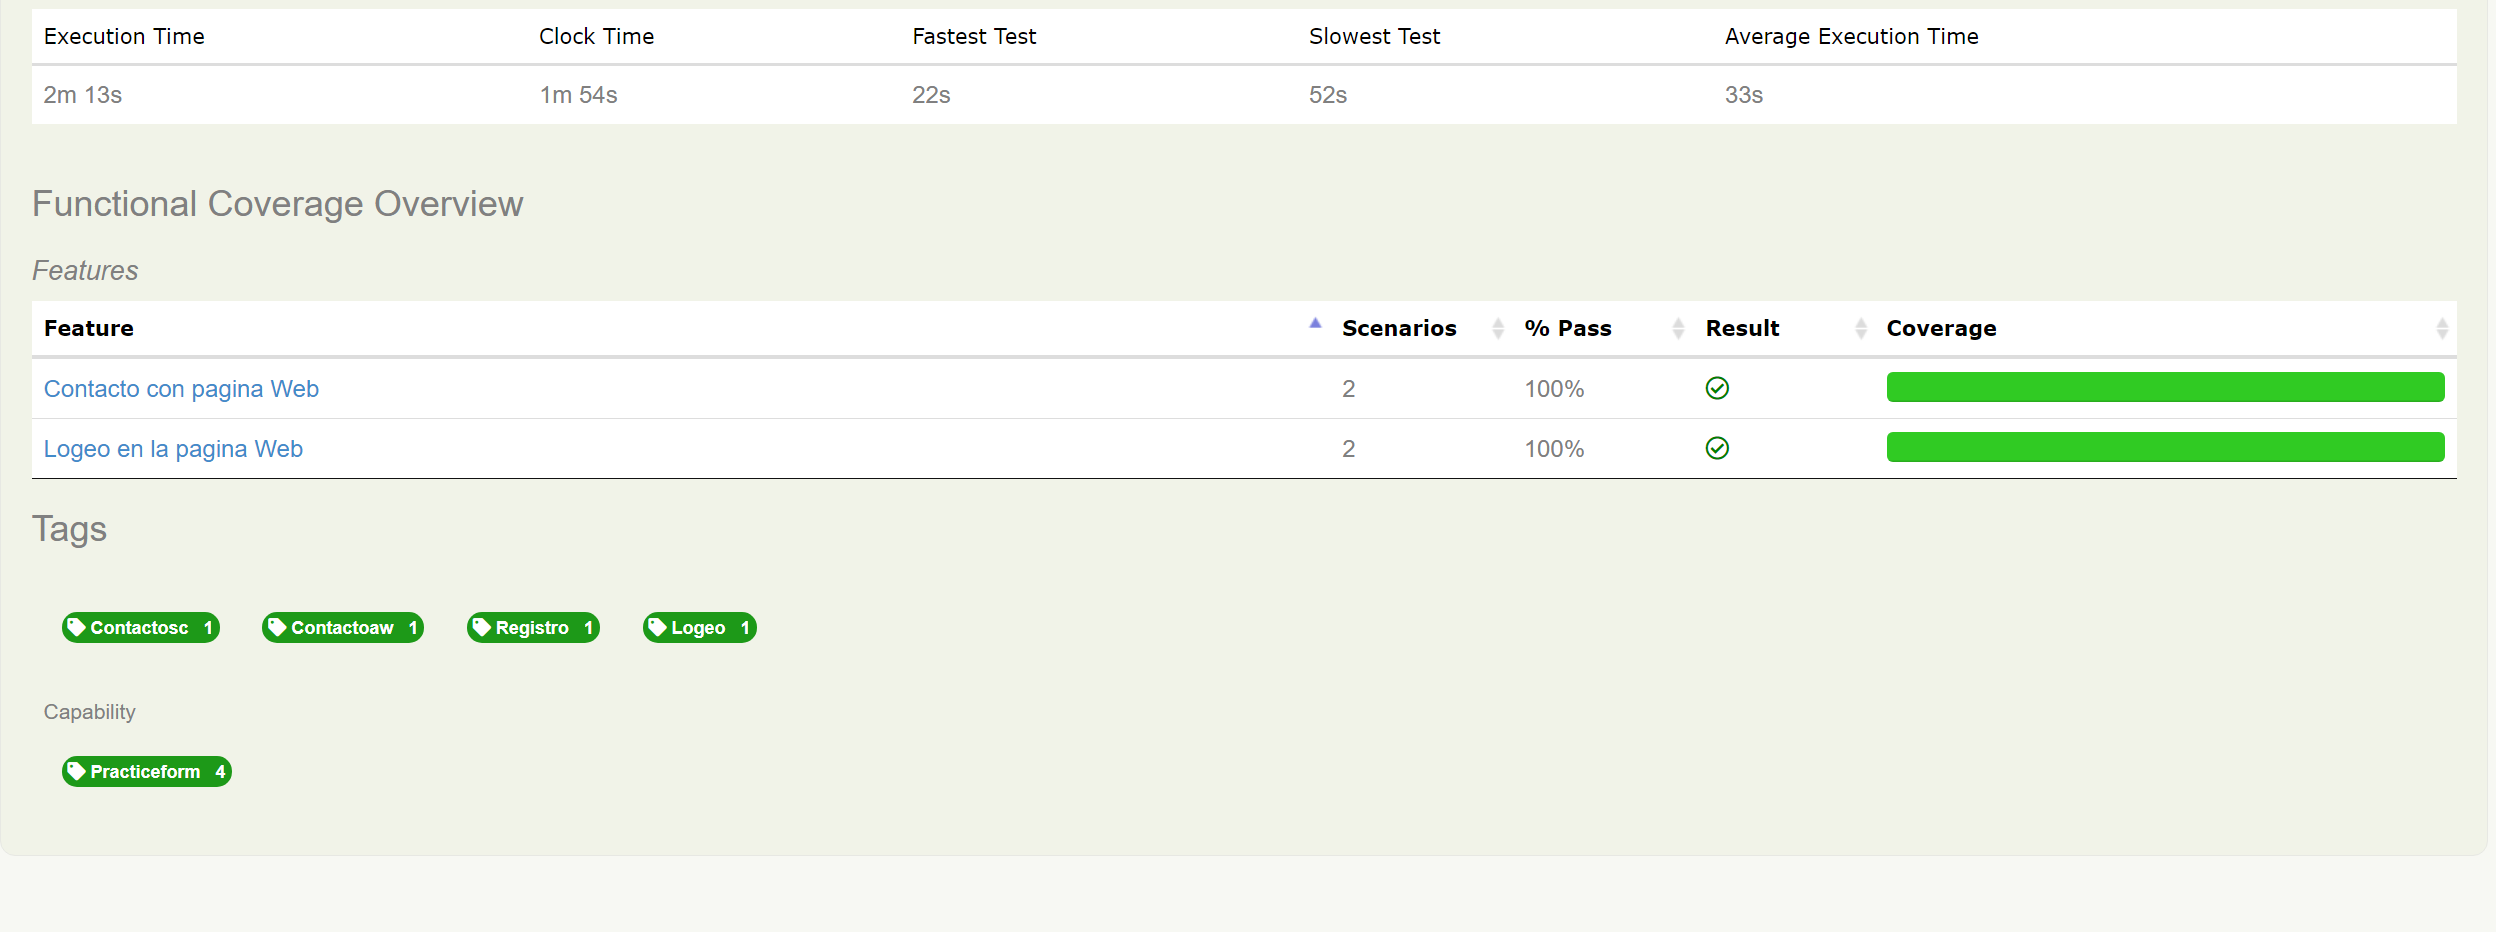 Execution Time Clock Time Fastest Test Slowest Test Average Execution Time
2m 13s 1m 54s 22s 52s 33s
Functional Coverage Overview
Features
Feature Scenarios % Pass Result Coverage
Contacto con pagina Web 2 100%
Logeo en la pagina Web 2 100%
Tags
Contactosc 1 Contactoaw 1 Registro 1 Logeo 1
Capability
Practiceform 4